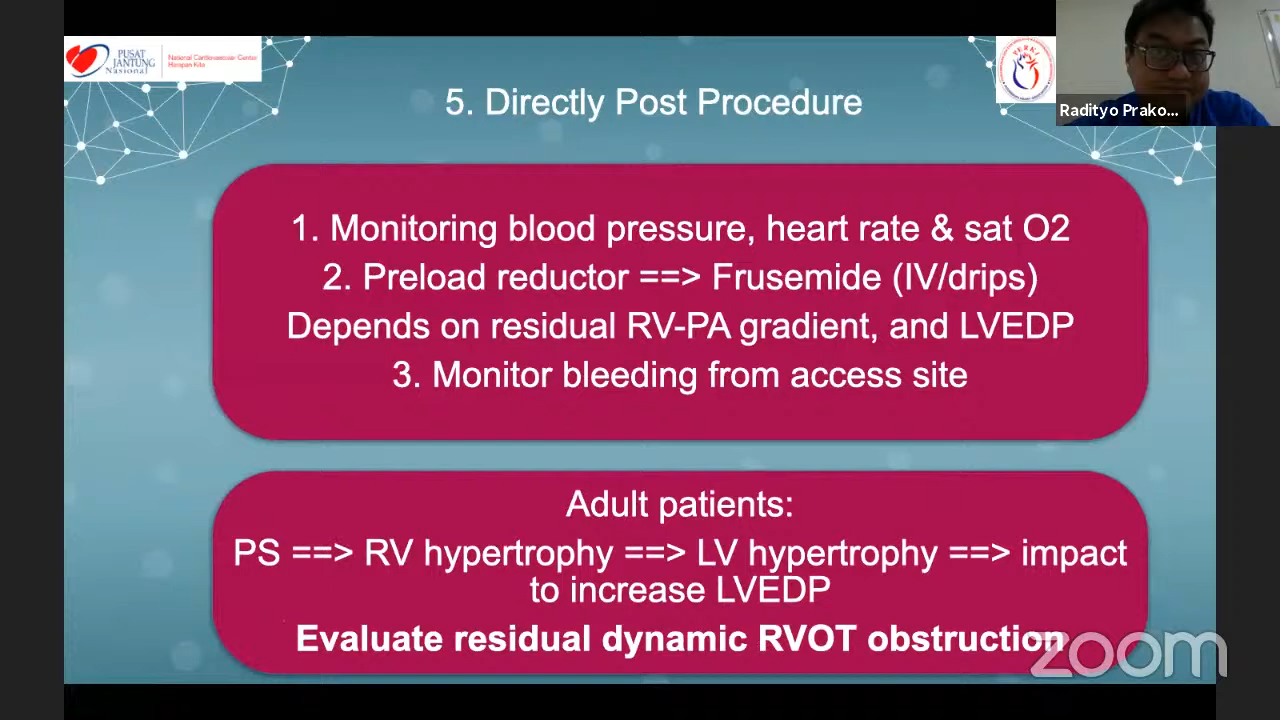 PUSAT
JANTUNG
Nasional
National Cardiovascular Center
Harapan Kita
PERKI
Radityo Prako...
5. Directly Post Procedure
1. Monitoring blood pressure, heart rate & sat O2
2. Preload reductor ==> Frusemide (IV/drips)
Depends on residual RV-PA gradient, and LVEDP
3. Monitor bleeding from access site
Adult patients:
PS ==> RV hypertrophy ==> LV hypertrophy ==> impact
to increase LVEDP
Evaluate residual dynamic RVOT obstruction
zoom